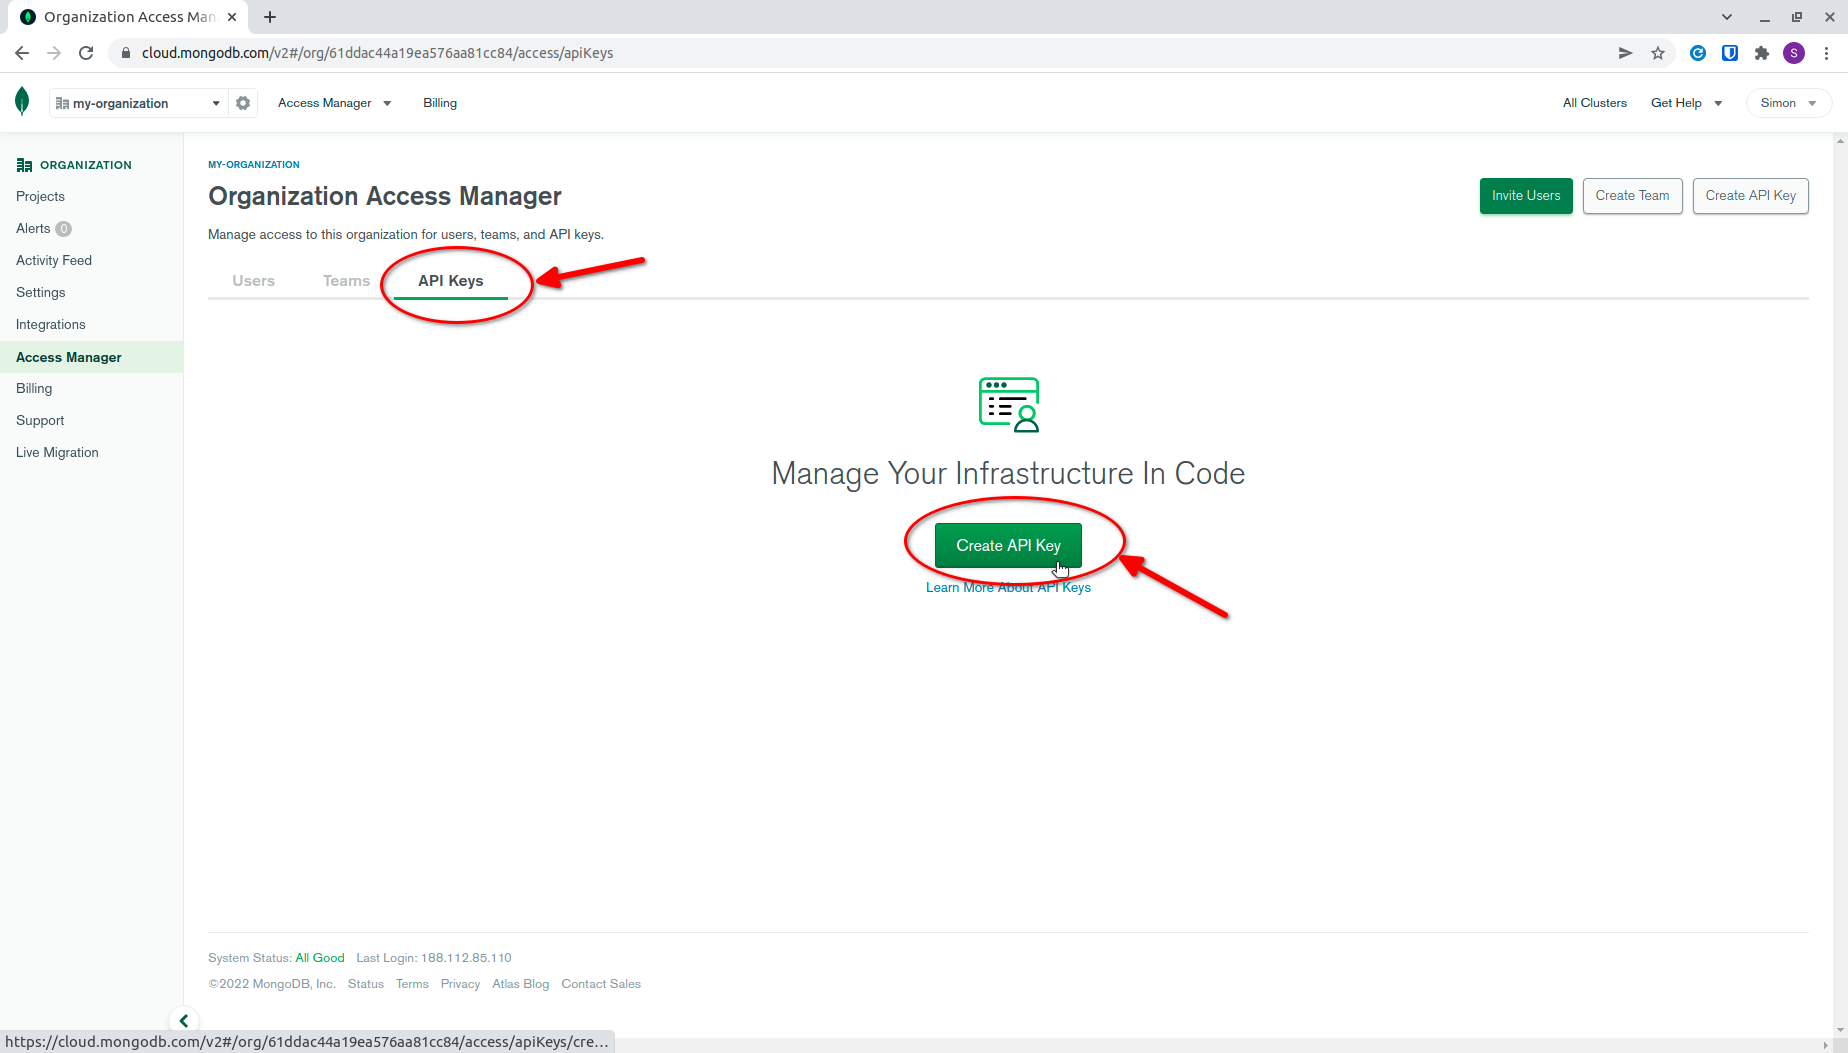 Organization Access Man
cloud.mongodb.com/v2#/org/61ddac44a19ea576aa81cc84/access/apiKeys
S
my-organization
Access Manager
Billing
All Clusters
Get Help
Simon
ORGANIZATION
Projects
Alerts 0
Activity Feed
Settings
Integrations
Access Manager
Billing
Support
Live Migration
MY-ORGANIZATION
Organization Access Manager
Invite Users
Create Team
Create API Key
Manage access to this organization for users, teams, and API keys.
Users
Teams
API Keys
Manage Your Infrastructure In Code
Create API Key
Learn More About API Keys
System Status: All Good Last Login: 188.112.85.110
©2022 MongoDB, Inc. Status Terms Privacy Atlas Blog Contact Sales
https://cloud.mongodb.com/v2#/org/61ddac44a19ea576aa81cc84/access/apiKeys/cre...